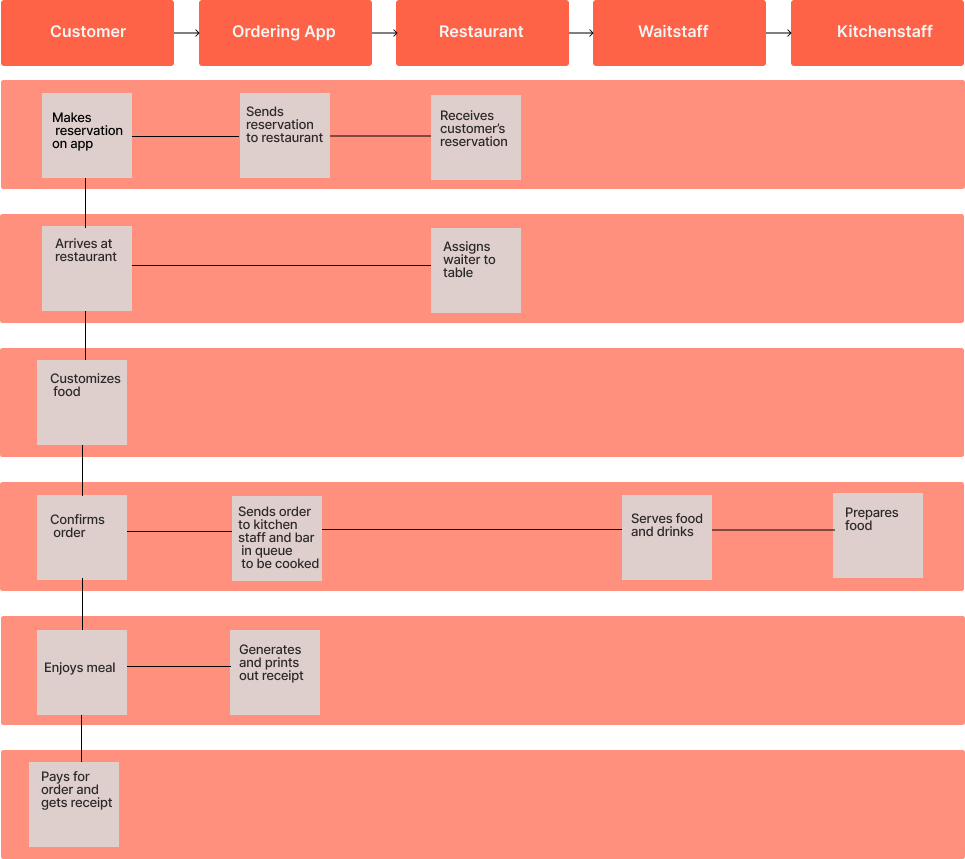 Customer
Ordering App
Restaurant
Waitstaff
Kitchenstaff
Makes
reservation
on app
Sends
reservation
to restaurant
Receives
customer's
reservation
Arrives at
restaurant
Assigns
waiter to
table
Customizes
food
Confirms
order
Sends order
to kitchen
staff and bar
in queue
to be cooked
Serves food
and drinks
Prepares
food
Enjoys meal
Generates
and prints
out receipt
Pays for
order and
gets receipt